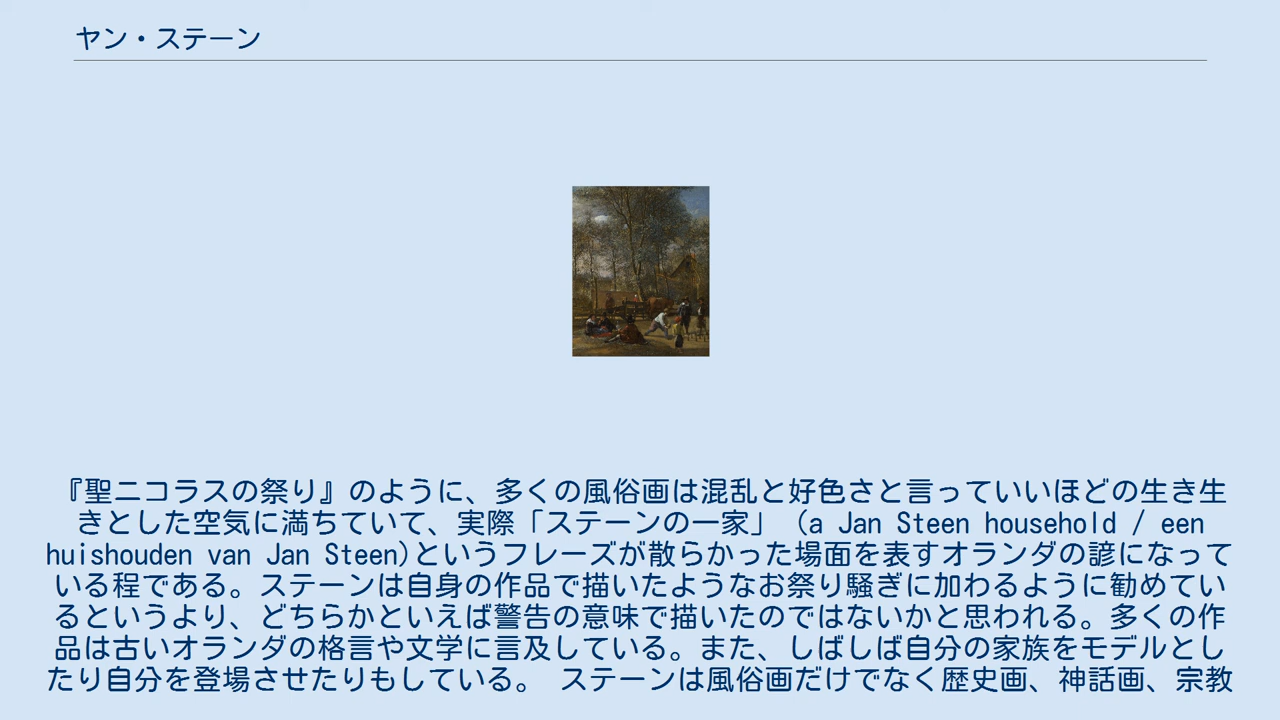 ヤン・ステーン
『聖ニコラスの祭り』のように、多くの風俗画は混乱と好色さと言っていいほどの生き生
きとした空気に満ちていて、実際「ステーンの一家」 (a Jan Steen household / een
huishouden van Jan Steen)というフレーズが散らかった場面を表すオランダの諺になって
いる程である。ステーンは自身の作品で描いたようなお祭り騒ぎに加わるように勧めてい
るというより、どちらかといえば警告の意味で描いたのではないかと思われる。多くの作
品は古いオランダの格言や文学に言及している。また、しばしば自分の家族をモデルとし
たり自分を登場させたりもしている。 ステーンは風俗画だけでなく歴史画、神話画、宗教